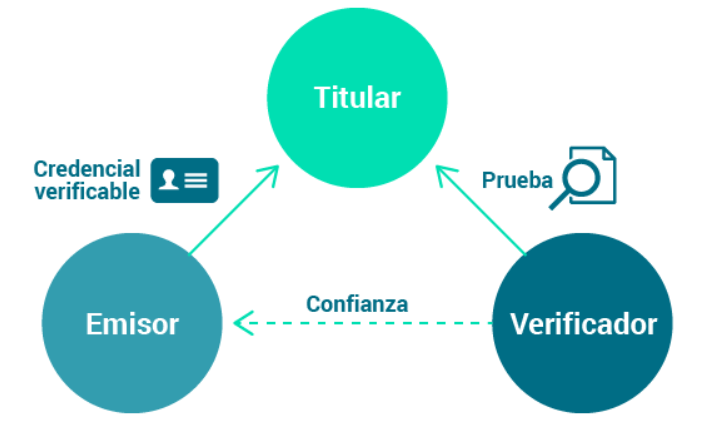 Titular
Credencial
verificable
Prueba
Confianza
Emisor
Verificador